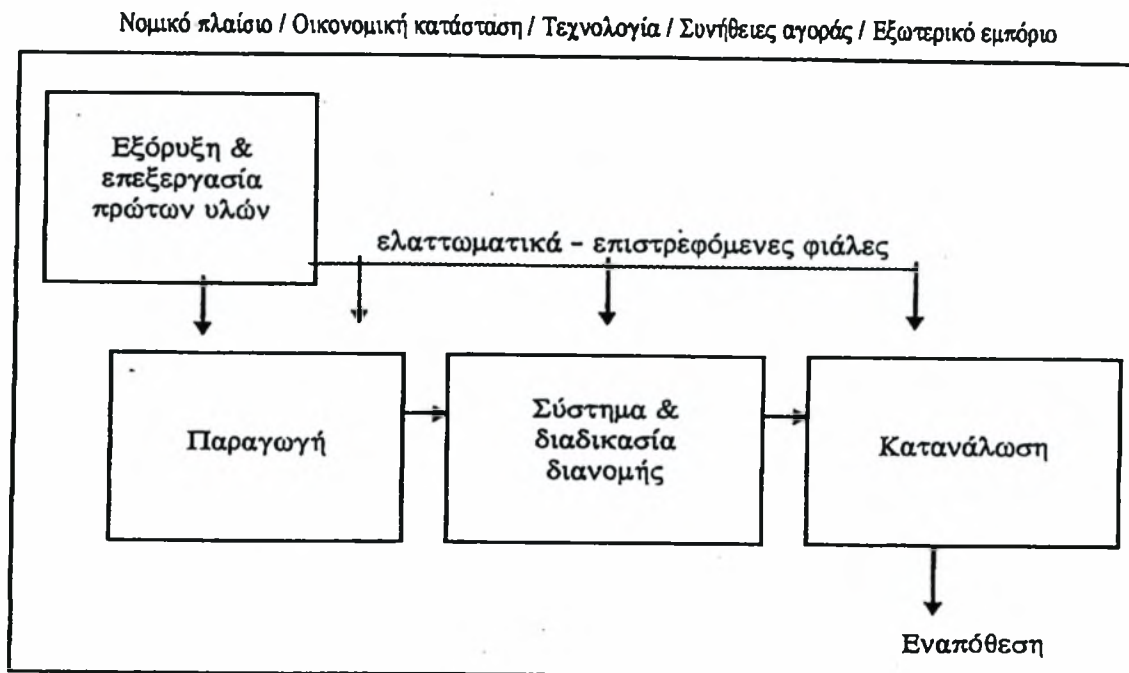 Νομικό πλαίσιο / Οικονομική κατάσταση / Τεχνολογία / Συνήθειες αγοράς / Εξωτερικό εμπόριο
Εξόρυξη &
επεξεργασία
πρώτων υλών
ελαττωματικά - επιστρεφόμενες φιάλες
Παραγωγή
Σύστημα &
διαδικασία
διανομής
Κατανάλωση
Εναπόθεση